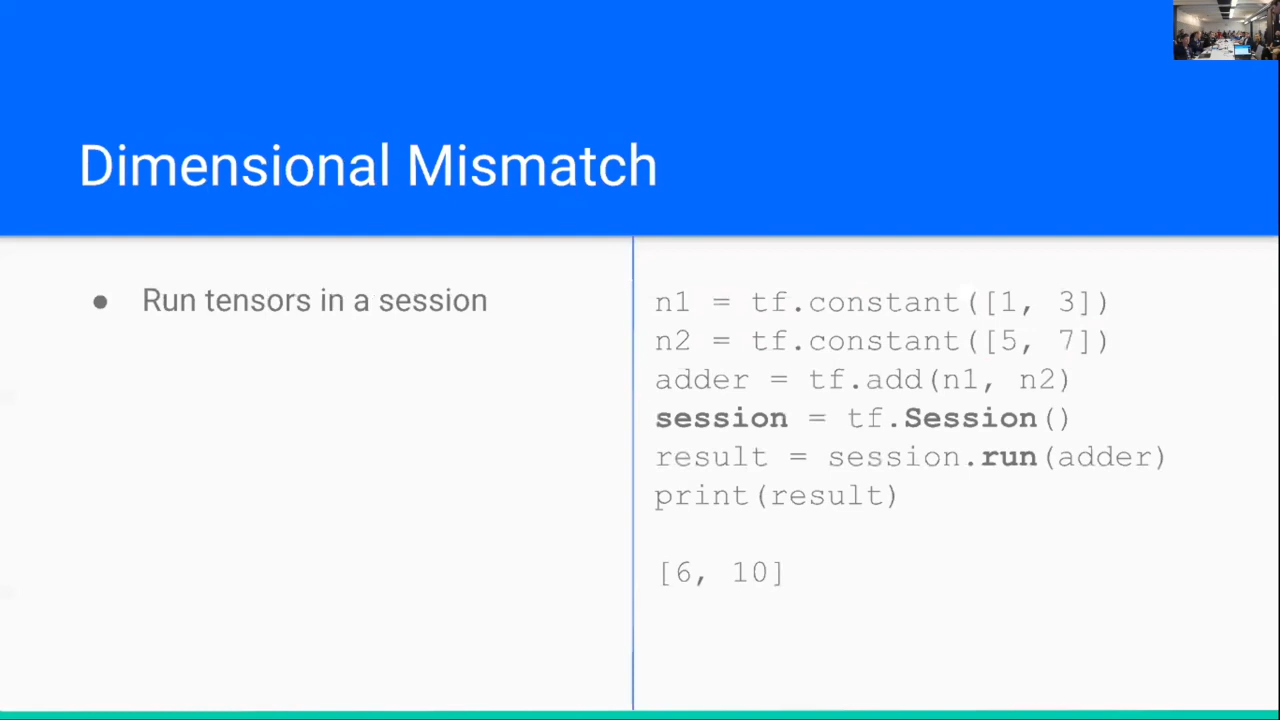 Dimensional Mismatch
● Run tensors in a session
n1 = tf.constant([1, 3])
n2 = tf.constant([5, 7])
adder = tf.add(n1, n2)
session = tf.Session()
result = session.run(adder)
print(result)
[6, 10]